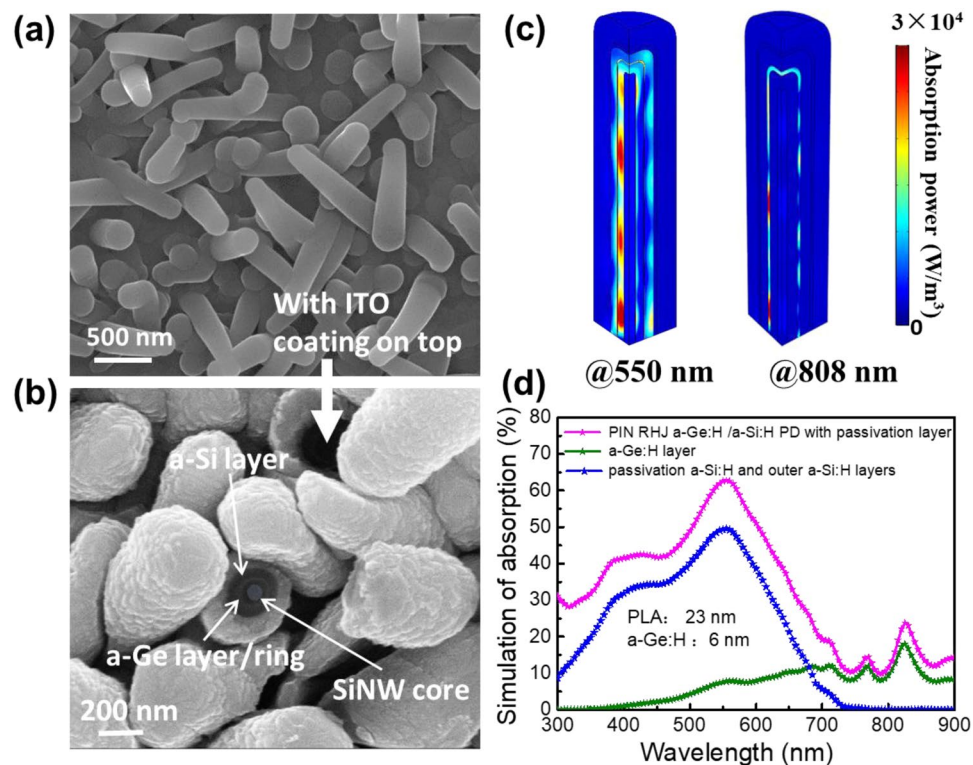 (a)
500 nm
With ITO
coating on top
(b)
a-Si layer
a-Ge layer/ring
SiNW core
200 nm
(c)
3×10⁴
Absorption power (W/m³)
0
@550 nm
@808 nm
(d)
Simulation of absorption (%)
80
70
60
50
40
30
20
10
0
PIN RHJ a-Ge:H /a-Si:H PD with passivation layer
a-Ge:H layer
passivation a-Si:H and outer a-Si:H layers
PLA： 23 nm
a-Ge:H： 6 nm
300 400 500 600 700 800 900
Wavelength (nm)